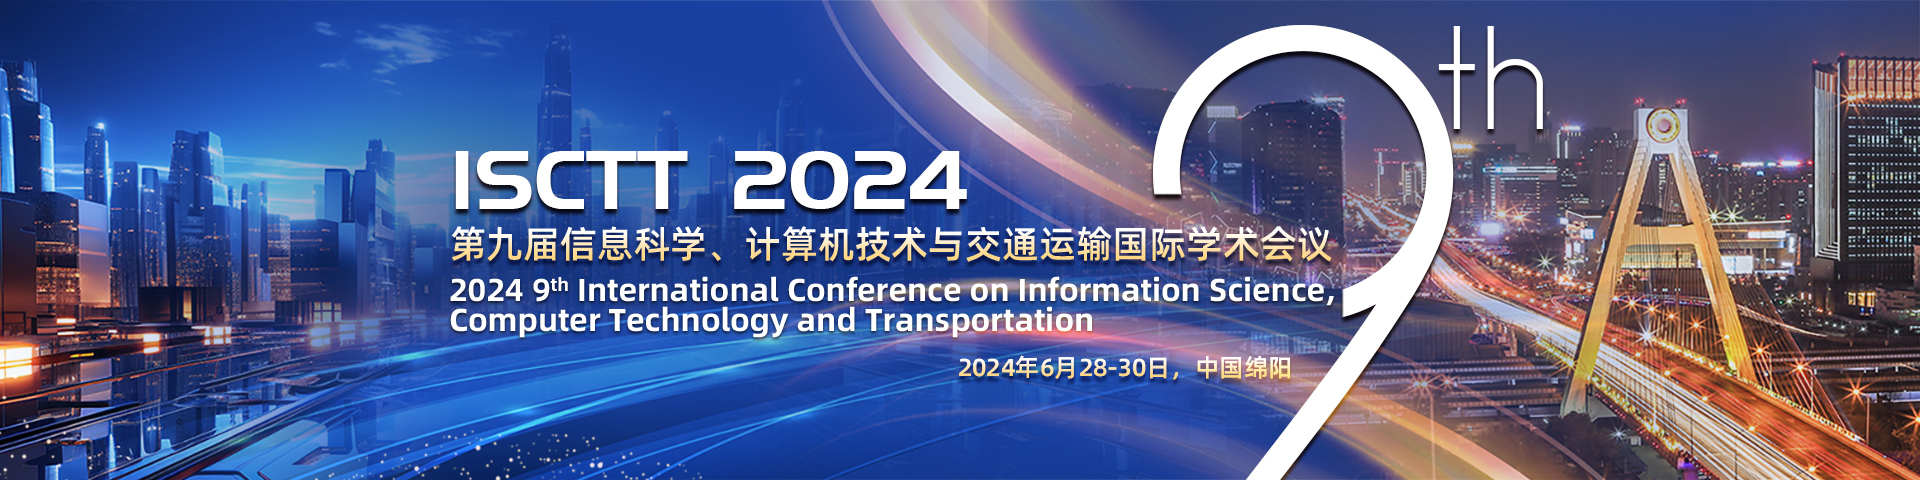 ISCTT 2024
第九届信息科学、计算机技术与交通运输国际学术会议
2024 9th International Conference on Information Science,
Computer Technology and Transportation
2024年6月28-30日，中国绵阳
9th